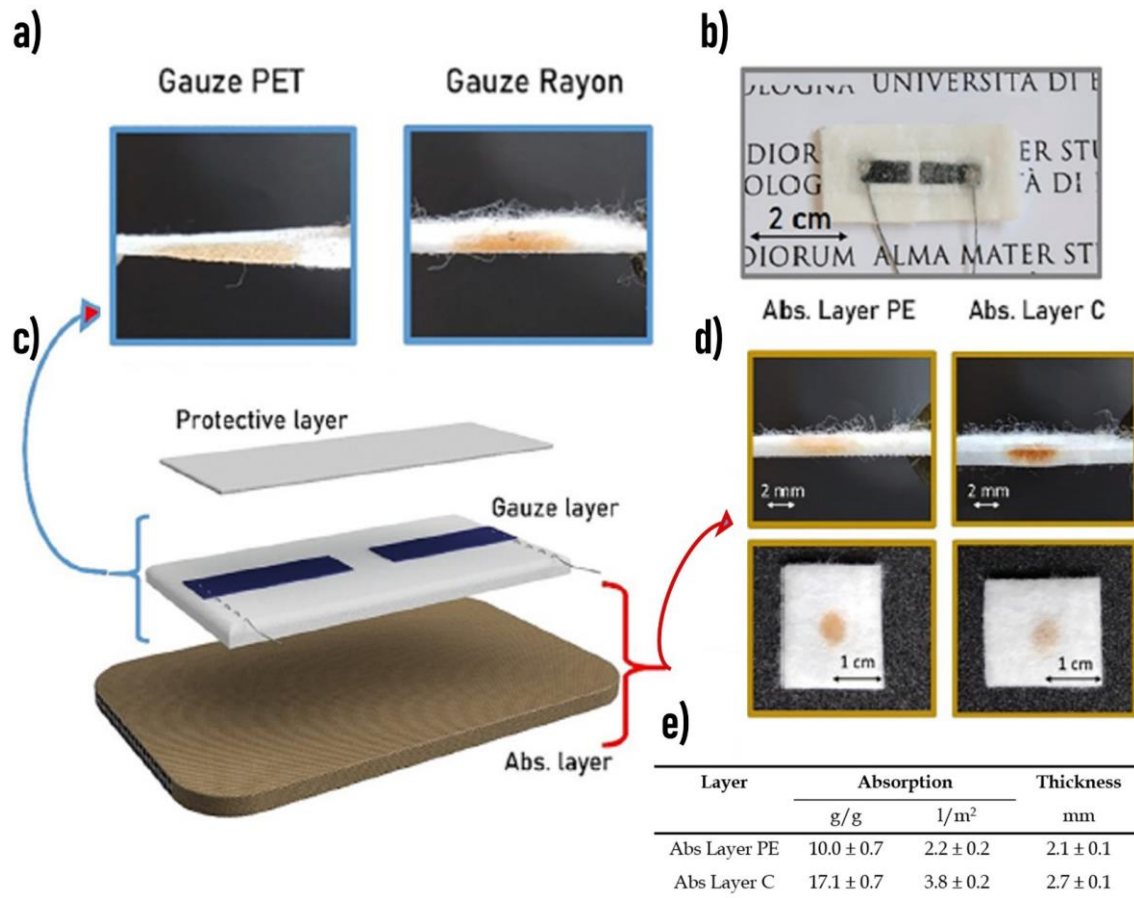 a)
Gauze PET
Gauze Rayon
b)
OLOGNA UNIVERSITÀ DI
DIOR ER STU
OLOG TÀ DI
2 cm
DIORUM ALMA MATER ST
c)
Protective layer
Gauze layer
Abs. layer
d)
Abs. Layer PE
Abs. Layer C
2 mm
2 mm
1 cm
1 cm
e)
Layer Absorption Thickness
g/g l/m² mm
Abs Layer PE 10.0 ± 0.7 2.2 ± 0.2 2.1 ± 0.1
Abs Layer C 17.1 ± 0.7 3.8 ± 0.2 2.7 ± 0.1